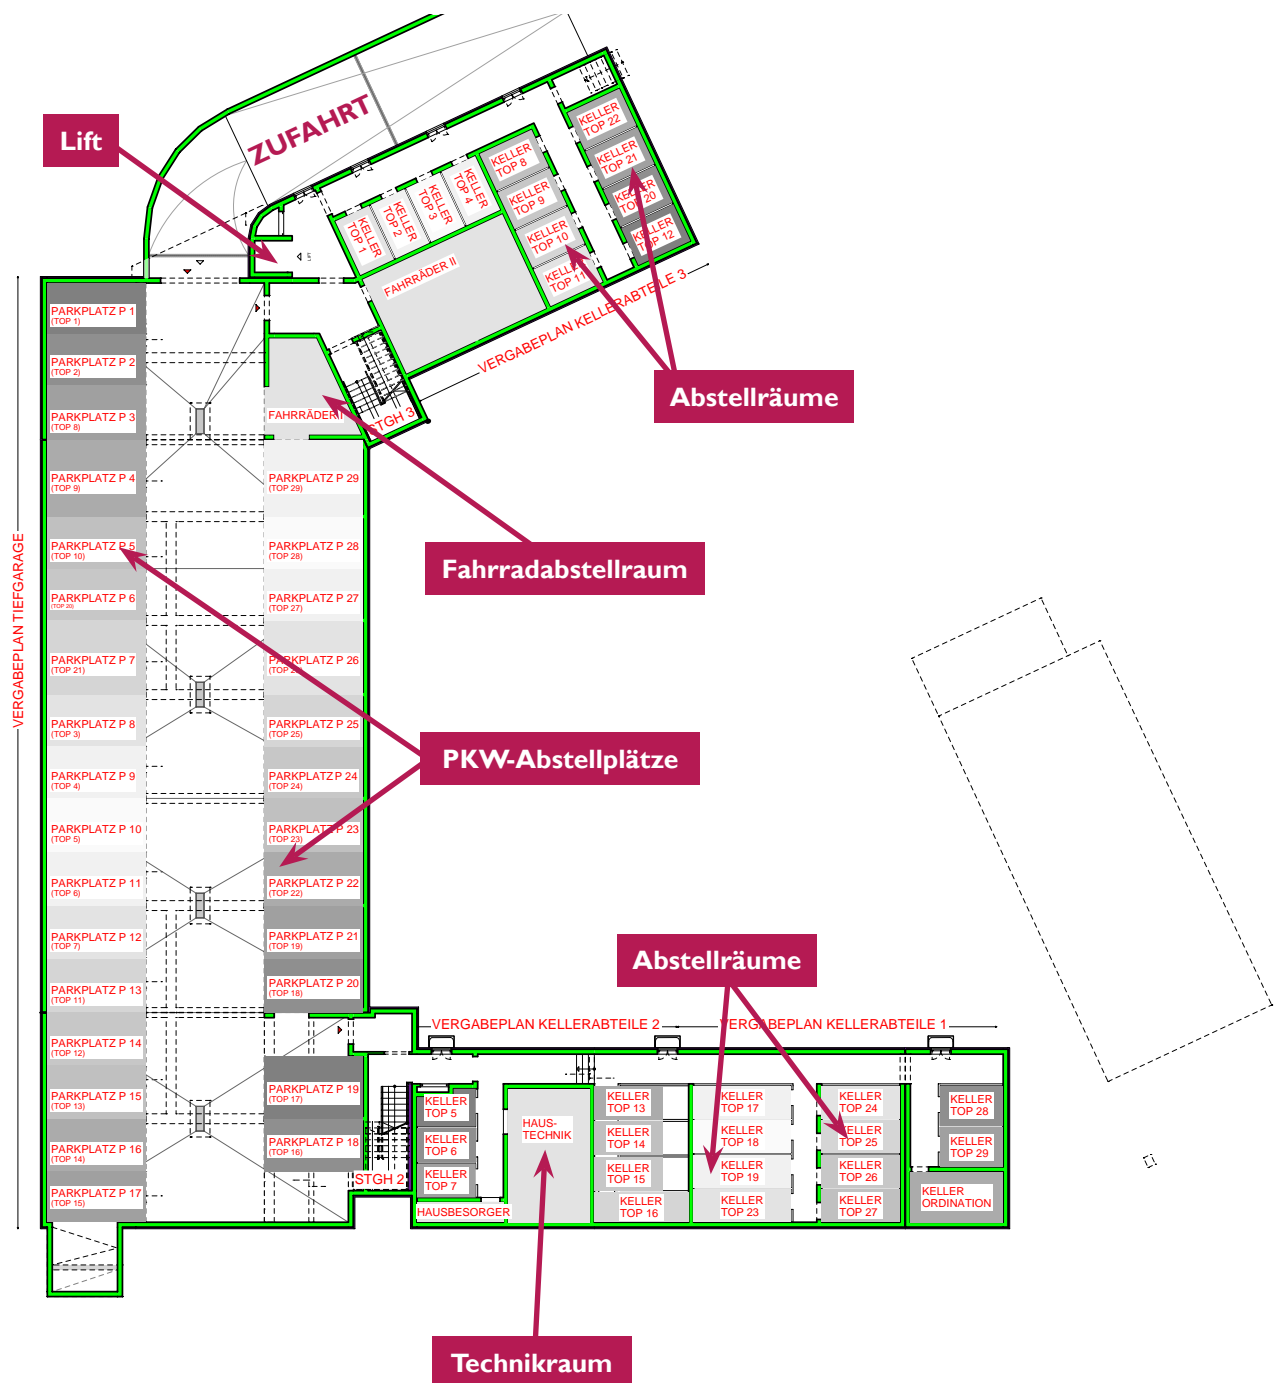 ZUFAHRT
Lift
KELLER
TOP 22
KELLER
TOP 21
KELLER
TOP 20
KELLER
TOP 12
KELLER
TOP 8
KELLER
TOP 9
KELLER
TOP 10
KELLER
TOP 11
KELLER
TOP 4
KELLER
TOP 3
KELLER
TOP 2
KELLER
TOP 1
FAHRRÄDER II
VERGABEPLAN KELLERABTEILE 3
Abstellräume
STGH 3
FAHRRÄDER I
Fahrradabstellraum
VERGABEPLAN TIEFGARAGE
PARKPLATZ P 1
(TOP 1)
PARKPLATZ P 2
(TOP 2)
PARKPLATZ P 3
(TOP 8)
PARKPLATZ P 4
(TOP 9)
PARKPLATZ P 5
(TOP 10)
PARKPLATZ P 6
(TOP 20)
PARKPLATZ P 7
(TOP 21)
PARKPLATZ P 8
(TOP 3)
PARKPLATZ P 9
(TOP 4)
PARKPLATZ P 10
(TOP 5)
PARKPLATZ P 11
(TOP 6)
PARKPLATZ P 12
(TOP 7)
PARKPLATZ P 13
(TOP 11)
PARKPLATZ P 14
(TOP 12)
PARKPLATZ P 15
(TOP 13)
PARKPLATZ P 16
(TOP 14)
PARKPLATZ P 17
(TOP 15)
PARKPLATZ P 29
(TOP 29)
PARKPLATZ P 28
(TOP 28)
PARKPLATZ P 27
(TOP 27)
PARKPLATZ P 26
(TOP 26)
PARKPLATZ P 25
(TOP 25)
PARKPLATZ P 24
(TOP 24)
PARKPLATZ P 23
(TOP 23)
PARKPLATZ P 22
(TOP 22)
PARKPLATZ P 21
(TOP 19)
PARKPLATZ P 20
(TOP 18)
PARKPLATZ P 19
(TOP 17)
PARKPLATZ P 18
(TOP 16)
PKW-Abstellplätze
Abstellräume
VERGABEPLAN KELLERABTEILE 2
VERGABEPLAN KELLERABTEILE 1
STGH 2
KELLER
TOP 5
KELLER
TOP 6
KELLER
TOP 7
HAUSBESORGER
HAUS-
TECHNIK
KELLER
TOP 13
KELLER
TOP 14
KELLER
TOP 15
KELLER
TOP 16
KELLER
TOP 17
KELLER
TOP 18
KELLER
TOP 19
KELLER
TOP 23
KELLER
TOP 24
KELLER
TOP 25
KELLER
TOP 26
KELLER
TOP 27
KELLER
TOP 28
KELLER
TOP 29
KELLER
ORDINATION
Technikraum